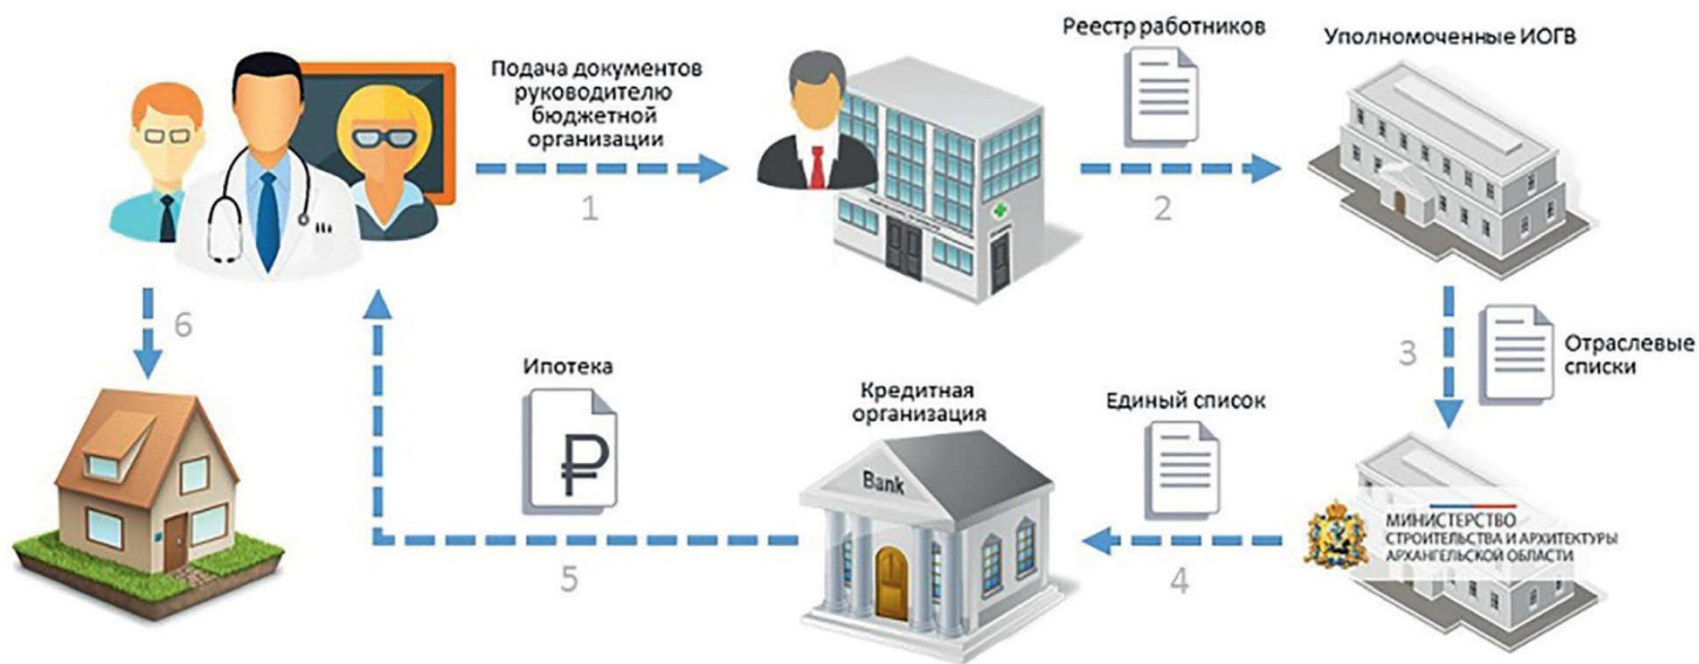 Подача документов
руководителю
бюджетной
организации
1
Реестр работников
2
Уполномоченные ИОГВ
3
Отраслевые
списки
МИНИСТЕРСТВО
СТРОИТЕЛЬСТВА И АРХИТЕКТУРЫ
АРХАНГЕЛЬСКОЙ ОБЛАСТИ
Единый список
4
Кредитная
организация
Bank
Ипотека
₽
5
6